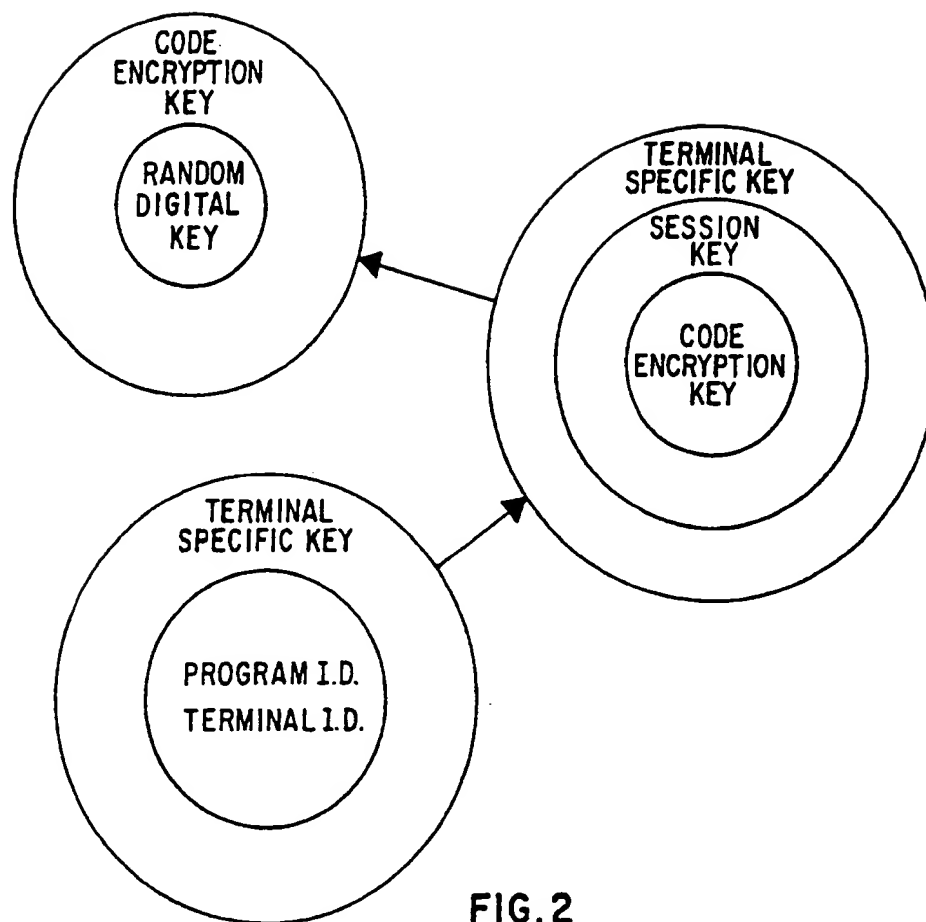 CODE
ENCRYPTION
KEY
RANDOM
DIGITAL
KEY
TERMINAL
SPECIFIC KEY
SESSION
KEY
CODE
ENCRYPTION
KEY
TERMINAL
SPECIFIC KEY
PROGRAM I.D.
TERMINAL I.D.
FIG. 2